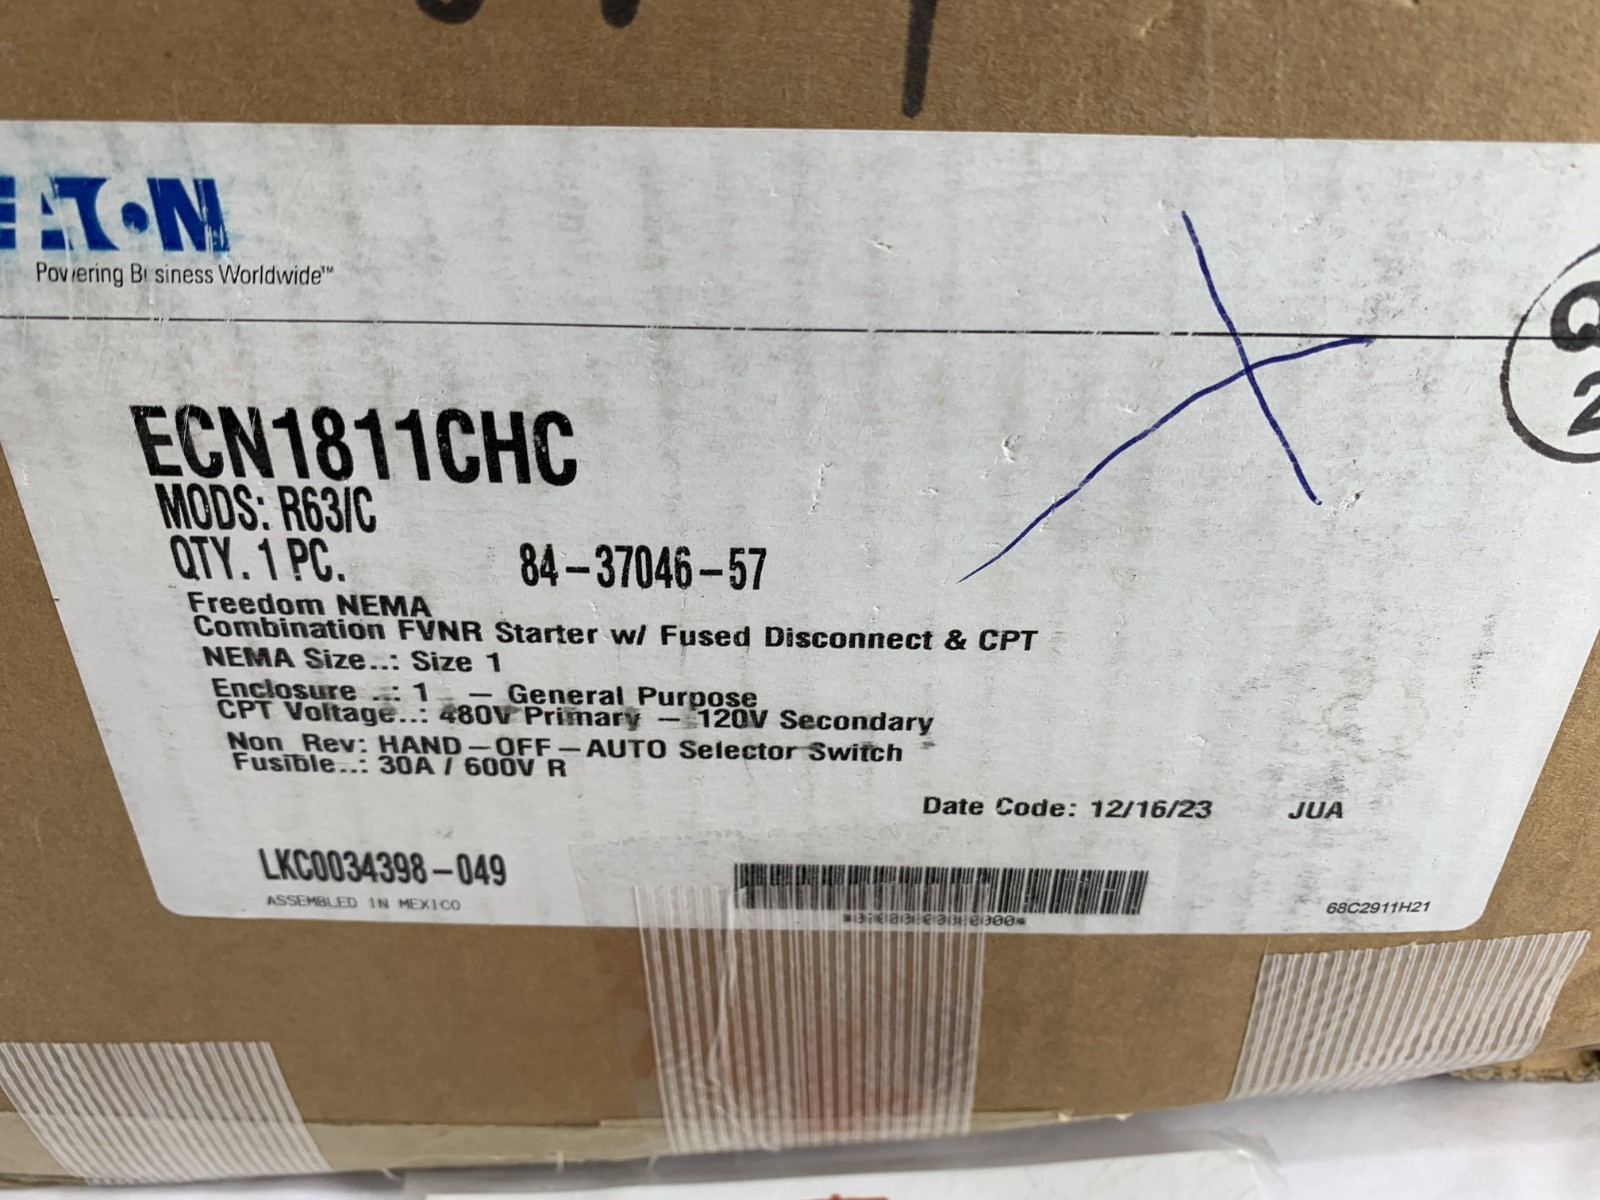 EATON
Powering Business Worldwide™
ECN1811CHC
MODS: R63/C
QTY. 1 PC. 84-37046-57
Freedom NEMA
Combination FVNR Starter w/ Fused Disconnect & CPT
NEMA Size..: Size 1
Enclosure ..: 1 - General Purpose
CPT Voltage..: 480V Primary - 120V Secondary
Non Rev: HAND-OFF-AUTO Selector Switch
Fusible..: 30A / 600V R
Date Code: 12/16/23 JUA
LKC0034398-049
ASSEMBLED IN MEXICO
68C2911H21